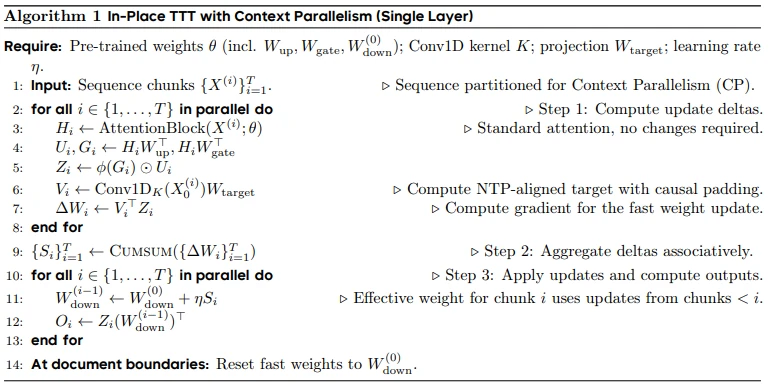 Algorithm 1 In-Place TTT with Context Parallelism (Single Layer)
Require: Pre-trained weights θ (incl. W_up, W_gate, W_down^(0)); Conv1D kernel K; projection W_target; learning rate
η.
1: Input: Sequence chunks {X^(i)}_{i=1}^T. ▷ Sequence partitioned for Context Parallelism (CP).
2: for all i ∈ {1, . . . , T} in parallel do ▷ Step 1: Compute update deltas.
3: H_i ← AttentionBlock(X^(i); θ) ▷ Standard attention, no changes required.
4: U_i, G_i ← H_i W_up^⊤, H_i W_gate^⊤
5: Z_i ← ϕ(G_i) ⊙ U_i
6: V_i ← Conv1D_K(X_0^(i))W_target ▷ Compute NTP-aligned target with causal padding.
7: ΔW_i ← V_i^⊤ Z_i ▷ Compute gradient for the fast weight update.
8: end for
9: {S_i}_{i=1}^T ← CUMSUM({ΔW_i}_{i=1}^T) ▷ Step 2: Aggregate deltas associatively.
10: for all i ∈ {1, . . . , T} in parallel do ▷ Step 3: Apply updates and compute outputs.
11: W_down^(i−1) ← W_down^(0) + ηS_i ▷ Effective weight for chunk i uses updates from chunks < i.
12: O_i ← Z_i(W_down^(i−1))^⊤
13: end for
14: At document boundaries: Reset fast weights to W_down^(0).